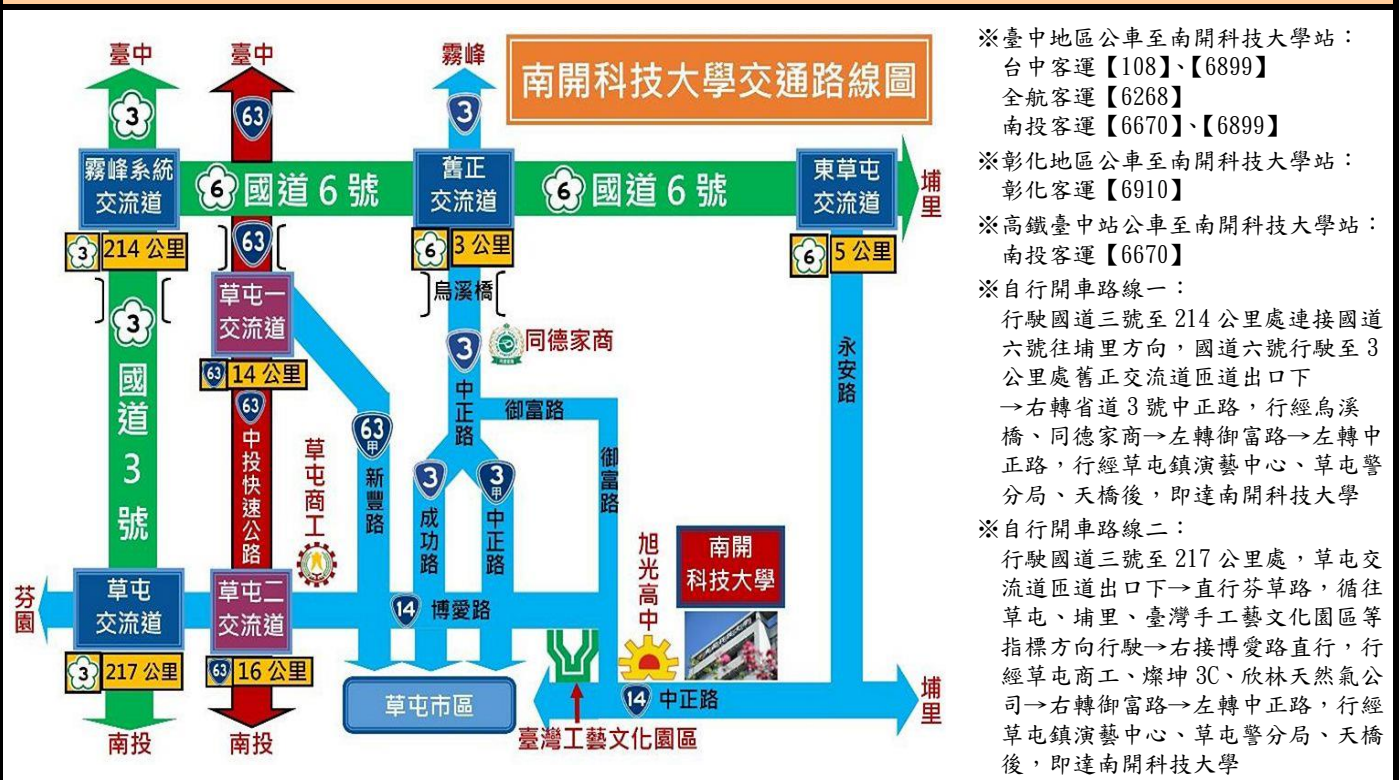 南開科技大學交通路線圖
臺中
臺中
霧峰
3
63
3
霧峰系統
交流道
6 國道 6 號
舊正
交流道
6 國道 6 號
東草屯
交流道
埔里
3 214 公里
63
6 3 公里
6 5 公里
草屯一
交流道
烏溪橋
3
國道3號
63 14 公里
3
同德家商
中正路
御富路
永安路
63
中投快速公路
草屯商工
63甲
新豐路
3
成功路
3甲
中正路
御富路
旭光高中
南開
科技大學
芬園
草屯
交流道
草屯二
交流道
14 博愛路
3 217 公里
63 16 公里
草屯市區
14 中正路
埔里
南投
南投
臺灣工藝文化園區
※臺中地區公車至南開科技大學站：
台中客運【108】、【6899】
全航客運【6268】
南投客運【6670】、【6899】
※彰化地區公車至南開科技大學站：
彰化客運【6910】
※高鐵臺中站公車至南開科技大學站：
南投客運【6670】
※自行開車路線一：
行駛國道三號至 214 公里處連接國道
六號往埔里方向，國道六號行駛至 3
公里處舊正交流道匝道出口下
→右轉省道 3 號中正路，行經烏溪
橋、同德家商→左轉御富路→左轉中
正路，行經草屯鎮演藝中心、草屯警
分局、天橋後，即達南開科技大學
※自行開車路線二：
行駛國道三號至 217 公里處，草屯交
流道匝道出口下→直行芬草路，循往
草屯、埔里、臺灣手工藝文化園區等
指標方向行駛→右接博愛路直行，行
經草屯商工、燦坤 3C、欣林天然氣公
司→右轉御富路→左轉中正路，行經
草屯鎮演藝中心、草屯警分局、天橋
後，即達南開科技大學